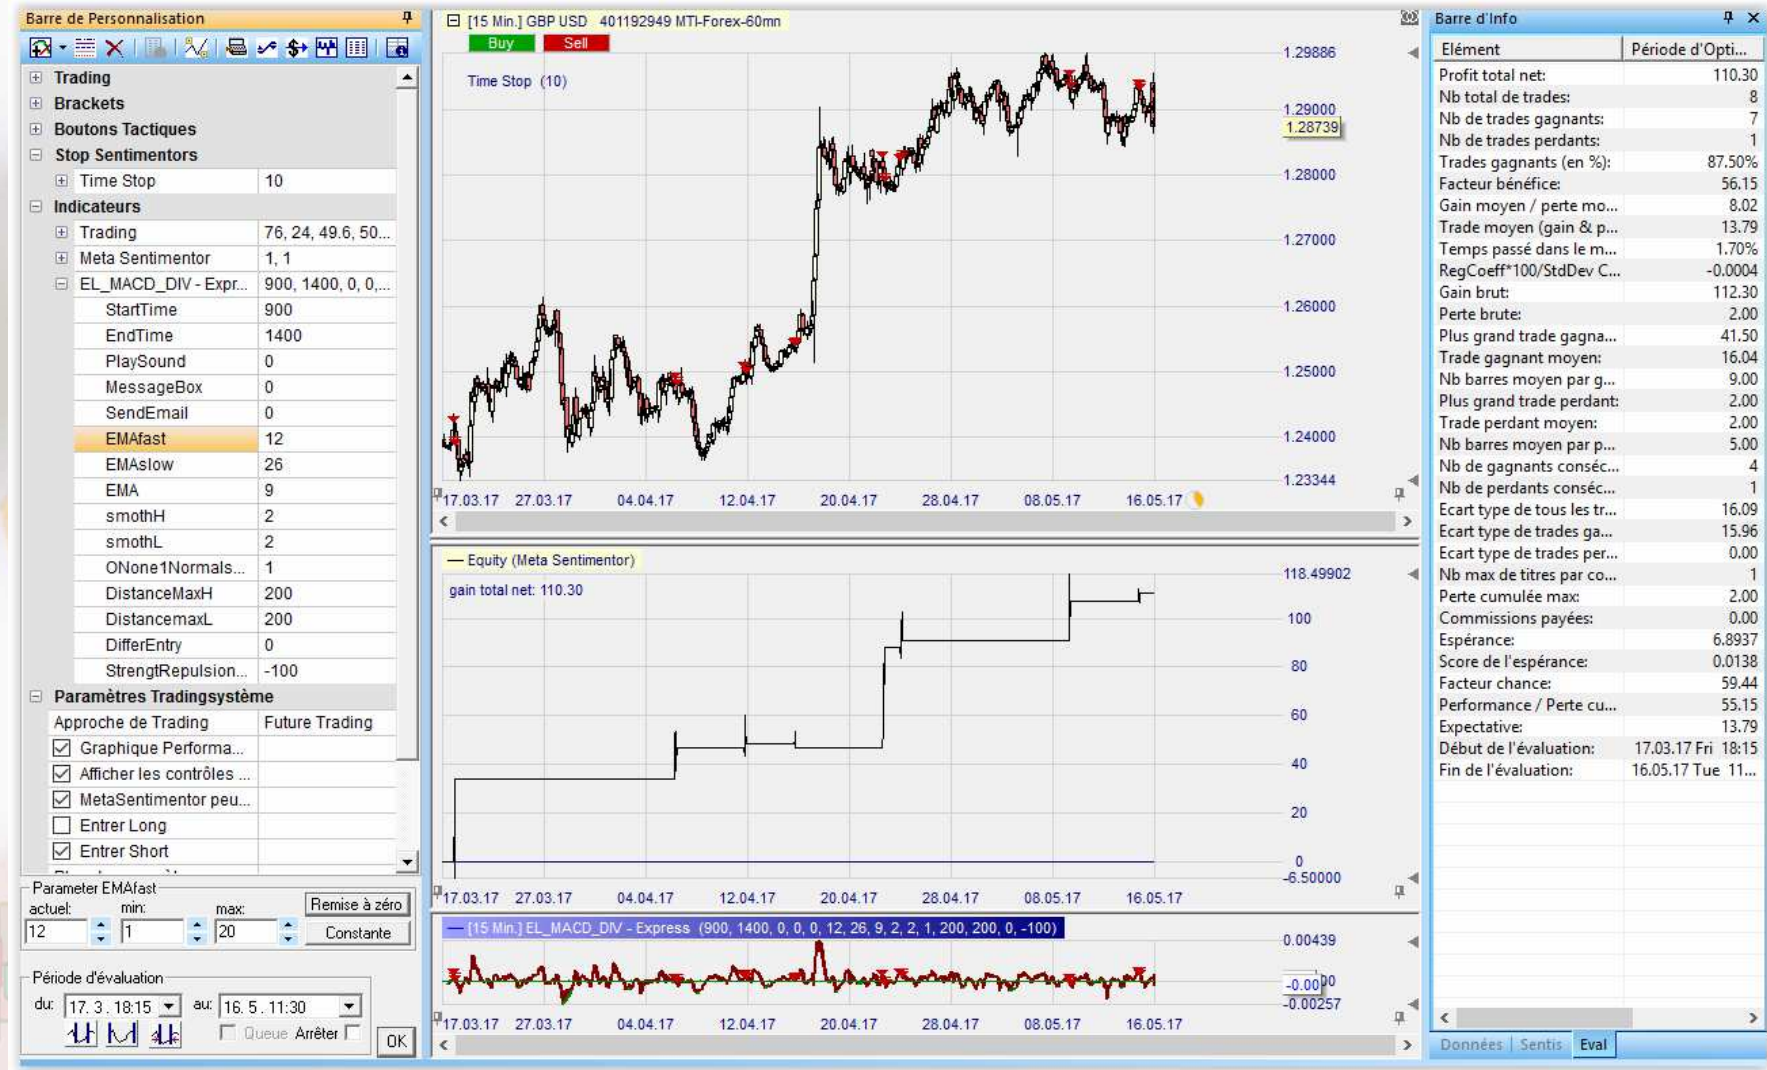 Barre de Personnalisation
Trading
Brackets
Boutons Tactiques
Stop Sentimentors
Time Stop 10
Indicateurs
Trading 76, 24, 49.6, 50...
Meta Sentimentor 1, 1
EL_MACD_DIV - Expr... 900, 1400, 0, 0,...
StartTime 900
EndTime 1400
PlaySound 0
MessageBox 0
SendEmail 0
EMAfast 12
EMAslow 26
EMA 9
smothH 2
smothL 2
ONone1Normals... 1
DistanceMaxH 200
DistancemaxL 200
DifferEntry 0
StrengtRepulsion... -100
Paramètres Tradingsystème
Approche de Trading Future Trading
Graphique Performa...
Afficher les contrôles ...
MetaSentimentor peu...
Entrer Long
Entrer Short
Parameter EMAfast
actuel: min: max: Remise à zéro
12 1 20 Constante
Période d'évaluation
du: 17. 3 . 18:15 au: 16. 5 . 11:30
Queue Arrêter OK
[15 Min.] GBP USD 401192949 MTI-Forex-60mn
Buy Sell
Time Stop (10)
1.29886
1.29000
1.28739
1.28000
1.27000
1.26000
1.25000
1.24000
1.23344
17.03.17 27.03.17 04.04.17 12.04.17 20.04.17 28.04.17 08.05.17 16.05.17
Equity (Meta Sentimentor)
gain total net: 110.30
118.49902
100
80
60
40
20
0
-6.50000
17.03.17 27.03.17 04.04.17 12.04.17 20.04.17 28.04.17 08.05.17 16.05.17
[15 Min.] EL_MACD_DIV - Express (900, 1400, 0, 0, 0, 12, 26, 9, 2, 2, 1, 200, 200, 0, -100)
0.00439
-0.00
-0.00257
17.03.17 27.03.17 04.04.17 12.04.17 20.04.17 28.04.17 08.05.17 16.05.17
Barre d'Info
Elément Période d'Opti...
Profit total net: 110.30
Nb total de trades: 8
Nb de trades gagnants: 7
Nb de trades perdants: 1
Trades gagnants (en %): 87.50%
Facteur bénéfice: 56.15
Gain moyen / perte mo... 8.02
Trade moyen (gain & p... 13.79
Temps passé dans le m... 1.70%
RegCoeff*100/StdDev C... -0.0004
Gain brut: 112.30
Perte brute: 2.00
Plus grand trade gagna... 41.50
Trade gagnant moyen: 16.04
Nb barres moyen par g... 9.00
Plus grand trade perdant: 2.00
Trade perdant moyen: 2.00
Nb barres moyen par p... 5.00
Nb de gagnants conséc... 4
Nb de perdants conséc... 1
Ecart type de tous les tr... 16.09
Ecart type de trades ga... 15.96
Ecart type de trades per... 0.00
Nb max de titres par co... 1
Perte cumulée max: 2.00
Commissions payées: 0.00
Espérance: 6.8937
Score de l'espérance: 0.0138
Facteur chance: 59.44
Performance / Perte cu... 55.15
Expectative: 13.79
Début de l'évaluation: 17.03.17 Fri 18:15
Fin de l'évaluation: 16.05.17 Tue 11...
Données Sentis Eval